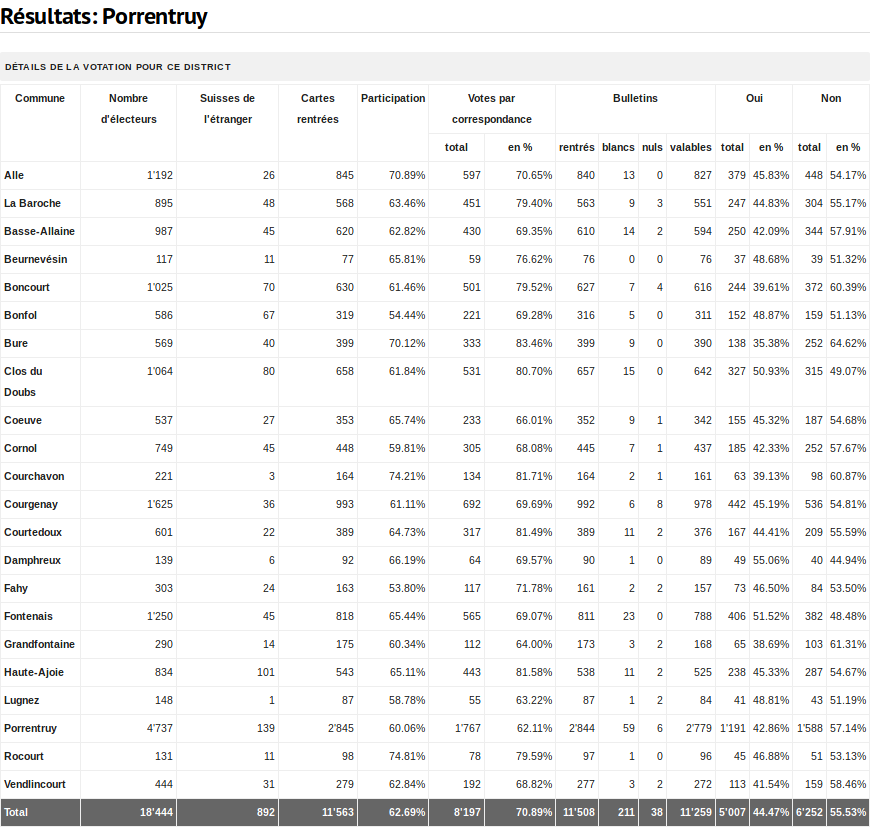 Résultats: Porrentruy
DÉTAILS DE LA VOTATION POUR CE DISTRICT
Commune Nombre Suisses de Cartes Participation Votes par Bulletins Oui Non
d'électeurs l'étranger rentrées correspondance
total en % rentrés blancs nuls valables total en % total en %
Alle 1'192 26 845 70.89% 597 70.65% 840 13 0 827 379 45.83% 448 54.17%
La Baroche 895 48 568 63.46% 451 79.40% 563 9 3 551 247 44.83% 304 55.17%
Basse-Allaine 987 45 620 62.82% 430 69.35% 610 14 2 594 250 42.09% 344 57.91%
Beurnevésin 117 11 77 65.81% 59 76.62% 76 0 0 76 37 48.68% 39 51.32%
Boncourt 1'025 70 630 61.46% 501 79.52% 627 7 4 616 244 39.61% 372 60.39%
Bonfol 586 67 319 54.44% 221 69.28% 316 5 0 311 152 48.87% 159 51.13%
Bure 569 40 399 70.12% 333 83.46% 399 9 0 390 138 35.38% 252 64.62%
Clos du 1'064 80 658 61.84% 531 80.70% 657 15 0 642 327 50.93% 315 49.07%
Doubs
Coeuve 537 27 353 65.74% 233 66.01% 352 9 1 342 155 45.32% 187 54.68%
Cornol 749 45 448 59.81% 305 68.08% 445 7 1 437 185 42.33% 252 57.67%
Courchavon 221 3 164 74.21% 134 81.71% 164 2 1 161 63 39.13% 98 60.87%
Courgenay 1'625 36 993 61.11% 692 69.69% 992 6 8 978 442 45.19% 536 54.81%
Courtedoux 601 22 389 64.73% 317 81.49% 389 11 2 376 167 44.41% 209 55.59%
Damphreux 139 6 92 66.19% 64 69.57% 90 1 0 89 49 55.06% 40 44.94%
Fahy 303 24 163 53.80% 117 71.78% 161 2 2 157 73 46.50% 84 53.50%
Fontenais 1'250 45 818 65.44% 565 69.07% 811 23 0 788 406 51.52% 382 48.48%
Grandfontaine 290 14 175 60.34% 112 64.00% 173 3 2 168 65 38.69% 103 61.31%
Haute-Ajoie 834 101 543 65.11% 443 81.58% 538 11 2 525 238 45.33% 287 54.67%
Lugnez 148 1 87 58.78% 55 63.22% 87 1 2 84 41 48.81% 43 51.19%
Porrentruy 4'737 139 2'845 60.06% 1'767 62.11% 2'844 59 6 2'779 1'191 42.86% 1'588 57.14%
Rocourt 131 11 98 74.81% 78 79.59% 97 1 0 96 45 46.88% 51 53.13%
Vendlincourt 444 31 279 62.84% 192 68.82% 277 3 2 272 113 41.54% 159 58.46%
Total 18'444 892 11'563 62.69% 8'197 70.89% 11'508 211 38 11'259 5'007 44.47% 6'252 55.53%